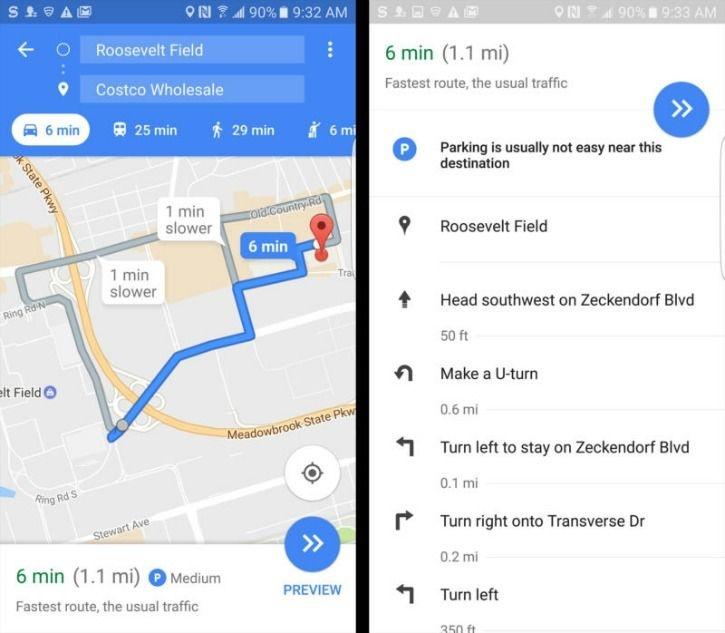 90% 9:32 AM
Roosevelt Field
Costco Wholesale
6 min
25 min
29 min
6 mi
k State Pkwy
1 min
slower
Old Country Rd
6 min
1 min
slower
Tra
Ring Rd N
elt Field
Meadowbrook State Pkw
Ring Rd S
Stewart Ave
6 min (1.1 mi) P Medium
Fastest route, the usual traffic
PREVIEW
90% 9:33 AM
6 min (1.1 mi)
Fastest route, the usual traffic
P Parking is usually not easy near this
destination
Roosevelt Field
Head southwest on Zeckendorf Blvd
50 ft
Make a U-turn
0.6 mi
Turn left to stay on Zeckendorf Blvd
0.1 mi
Turn right onto Transverse Dr
0.2 mi
Turn left
350 ft